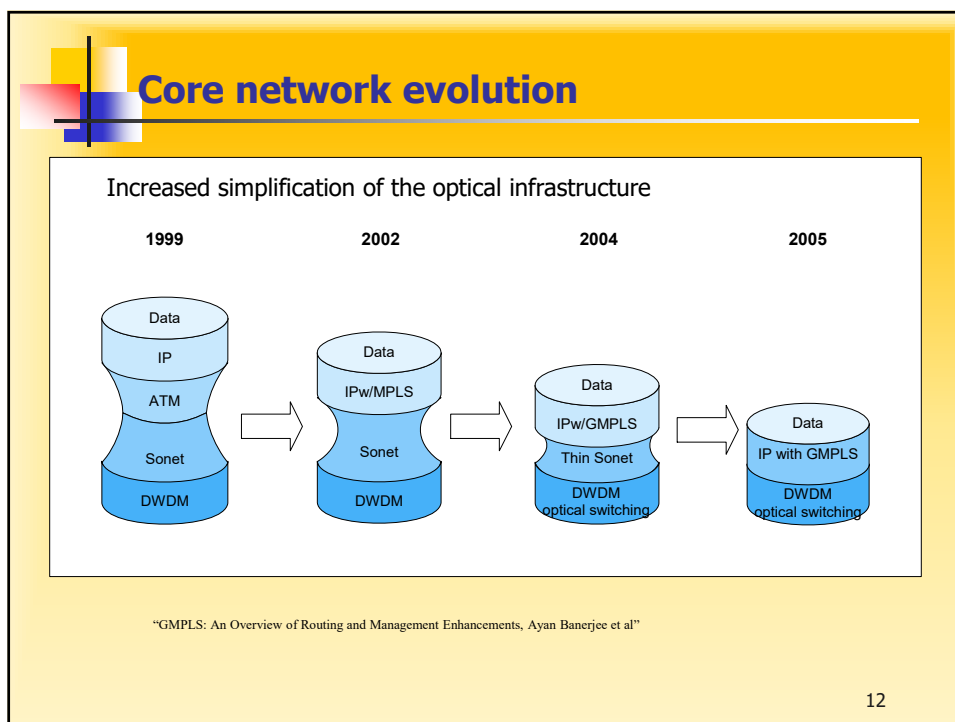 Core network evolution
Increased simplification of the optical infrastructure
1999
2002
2004
2005
Data
IP
ATM
Sonet
DWDM
Data
IPw/MPLS
Sonet
DWDM
Data
IPw/GMPLS
Thin Sonet
DWDM
optical switching
Data
IP with GMPLS
DWDM
optical switching
“GMPLS: An Overview of Routing and Management Enhancements, Ayan Banerjee et al”
12